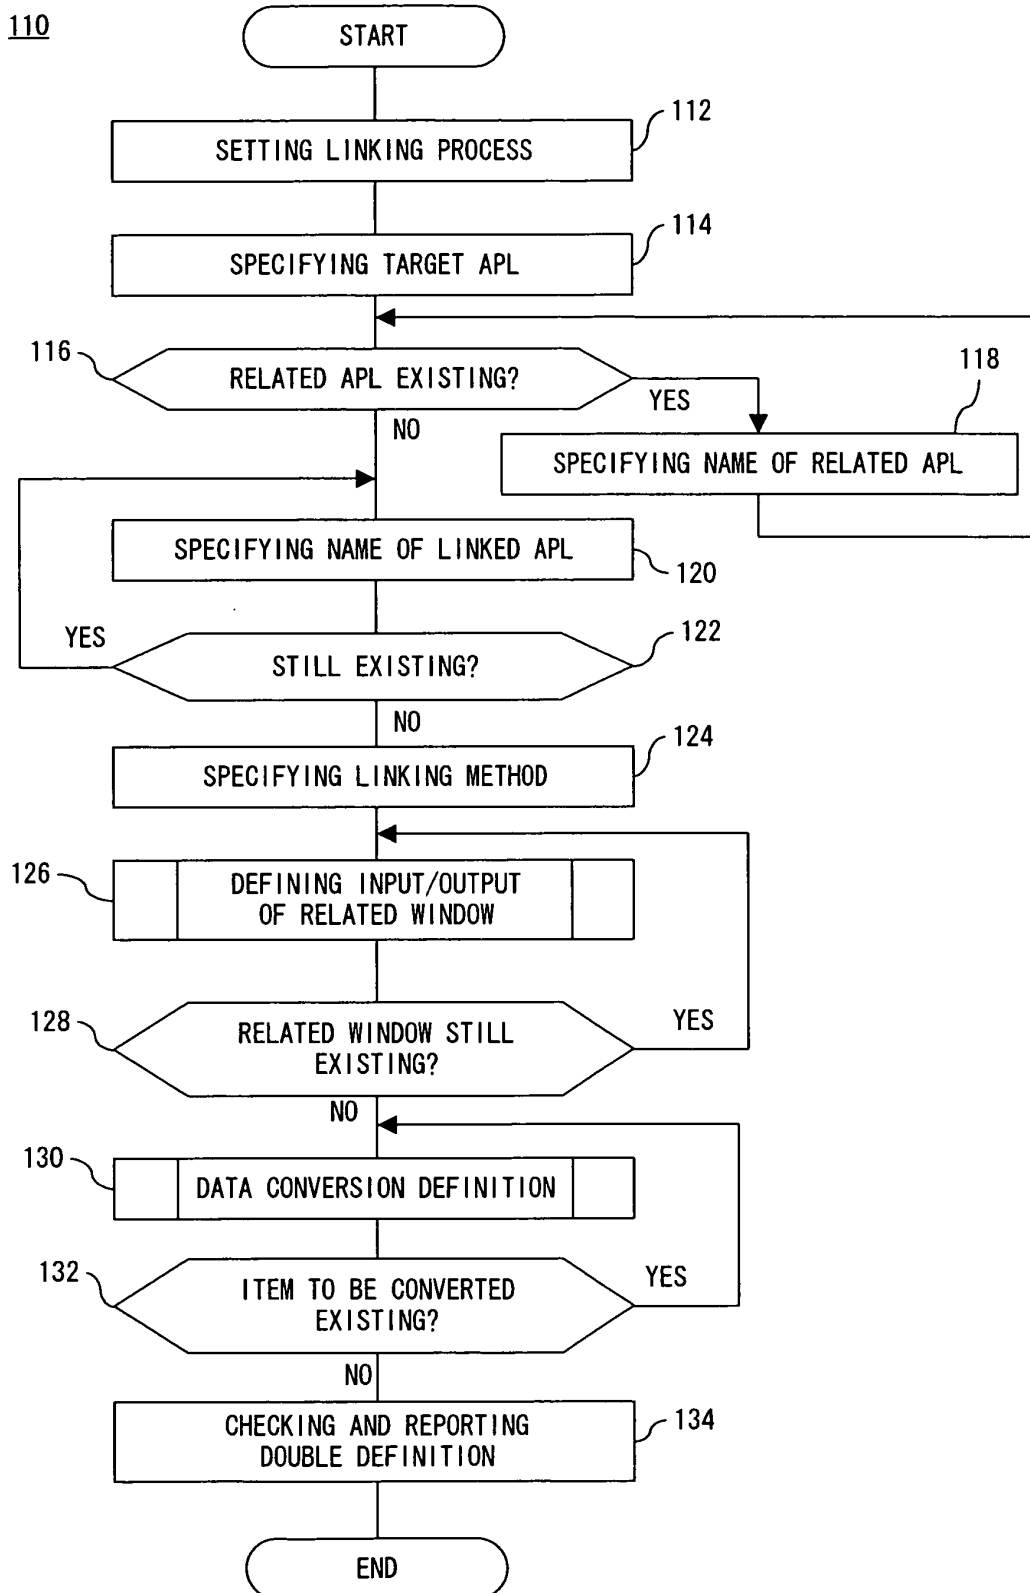 110
START
SETTING LINKING PROCESS
112
SPECIFYING TARGET APL
114
116
RELATED APL EXISTING?
YES
118
NO
SPECIFYING NAME OF RELATED APL
SPECIFYING NAME OF LINKED APL
120
YES
STILL EXISTING?
122
NO
SPECIFYING LINKING METHOD
124
126
DEFINING INPUT/OUTPUT
OF RELATED WINDOW
128
RELATED WINDOW STILL
EXISTING?
YES
NO
130
DATA CONVERSION DEFINITION
132
ITEM TO BE CONVERTED
EXISTING?
YES
NO
CHECKING AND REPORTING
DOUBLE DEFINITION
134
END